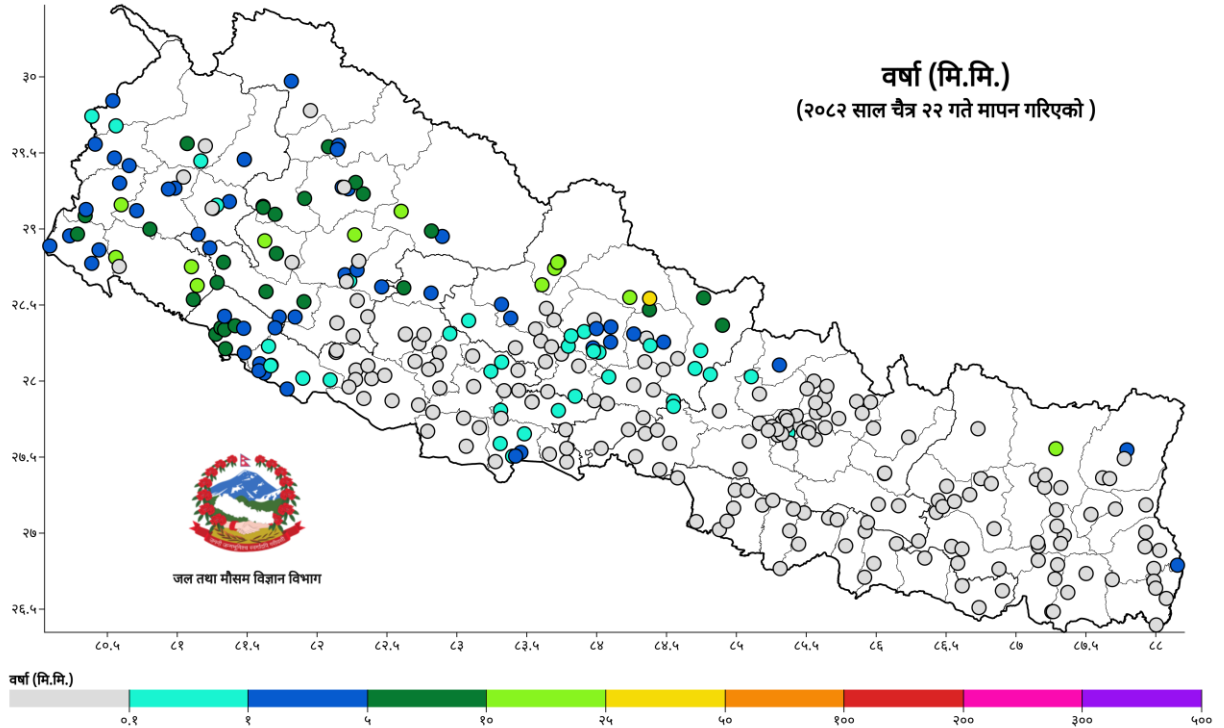 वर्षा (मि.मि.)
(२०८२ साल चैत्र २२ गते मापन गरिएको )
३०
२९.५
२९
२८.५
२८
२७.५
२७
२६.५
जल तथा मौसम विज्ञान विभाग
८०.५ ८१ ८१.५ ८२ ८२.५ ८३ ८३.५ ८४ ८४.५ ८५ ८५.५ ८६ ८६.५ ८७ ८७.५ ८८
वर्षा (मि.मि.)
०.१ १ ५ १० २५ ५० १०० २०० ३०० ५००